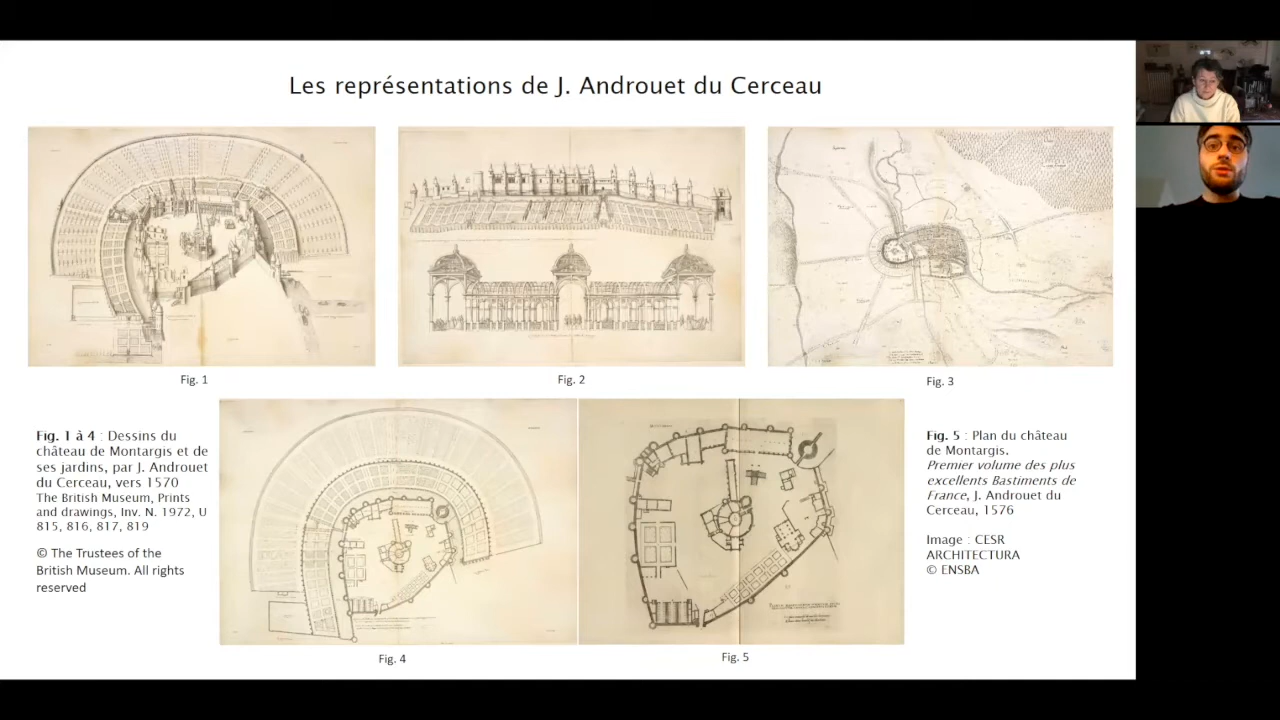 Les représentations de J. Androuet du Cerceau
Fig. 1
Fig. 2
Fig. 3
Fig. 1 à 4 : Dessins du
château de Montargis et de
ses jardins, par J. Androuet
du Cerceau, vers 1570
The British Museum, Prints
and drawings, Inv. N. 1972, U
815, 816, 817, 819
© The Trustees of the
British Museum. All rights
reserved
Fig. 4
Fig. 5
Fig. 5 : Plan du château
de Montargis.
Premier volume des plus
excellents Bastiments de
France, J. Androuet du
Cerceau, 1576
Image : CESR
ARCHITECTURA
© ENSBA